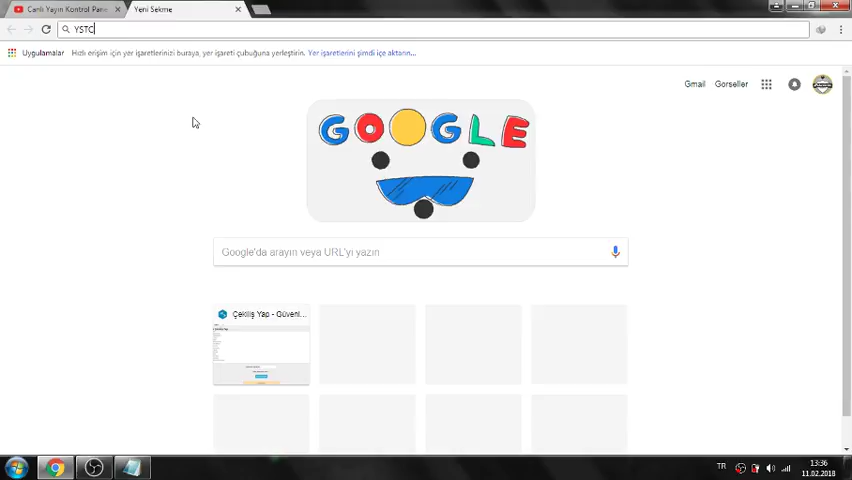 Canlı Yayın Kontrol Pane
Yeni Sekme
YSTC
Uygulamalar
Hızlı erişim için yer işaretlerinizi buraya, yer işareti çubuğuna yerleştirin. Yer işaretlerini şimdi içe aktarın...
Gmail
Görseller
GOOGLE
Google'da arayın veya URL'yi yazın
Çekiliş Yap - Güvenl...
TR
13:36
11.02.2018